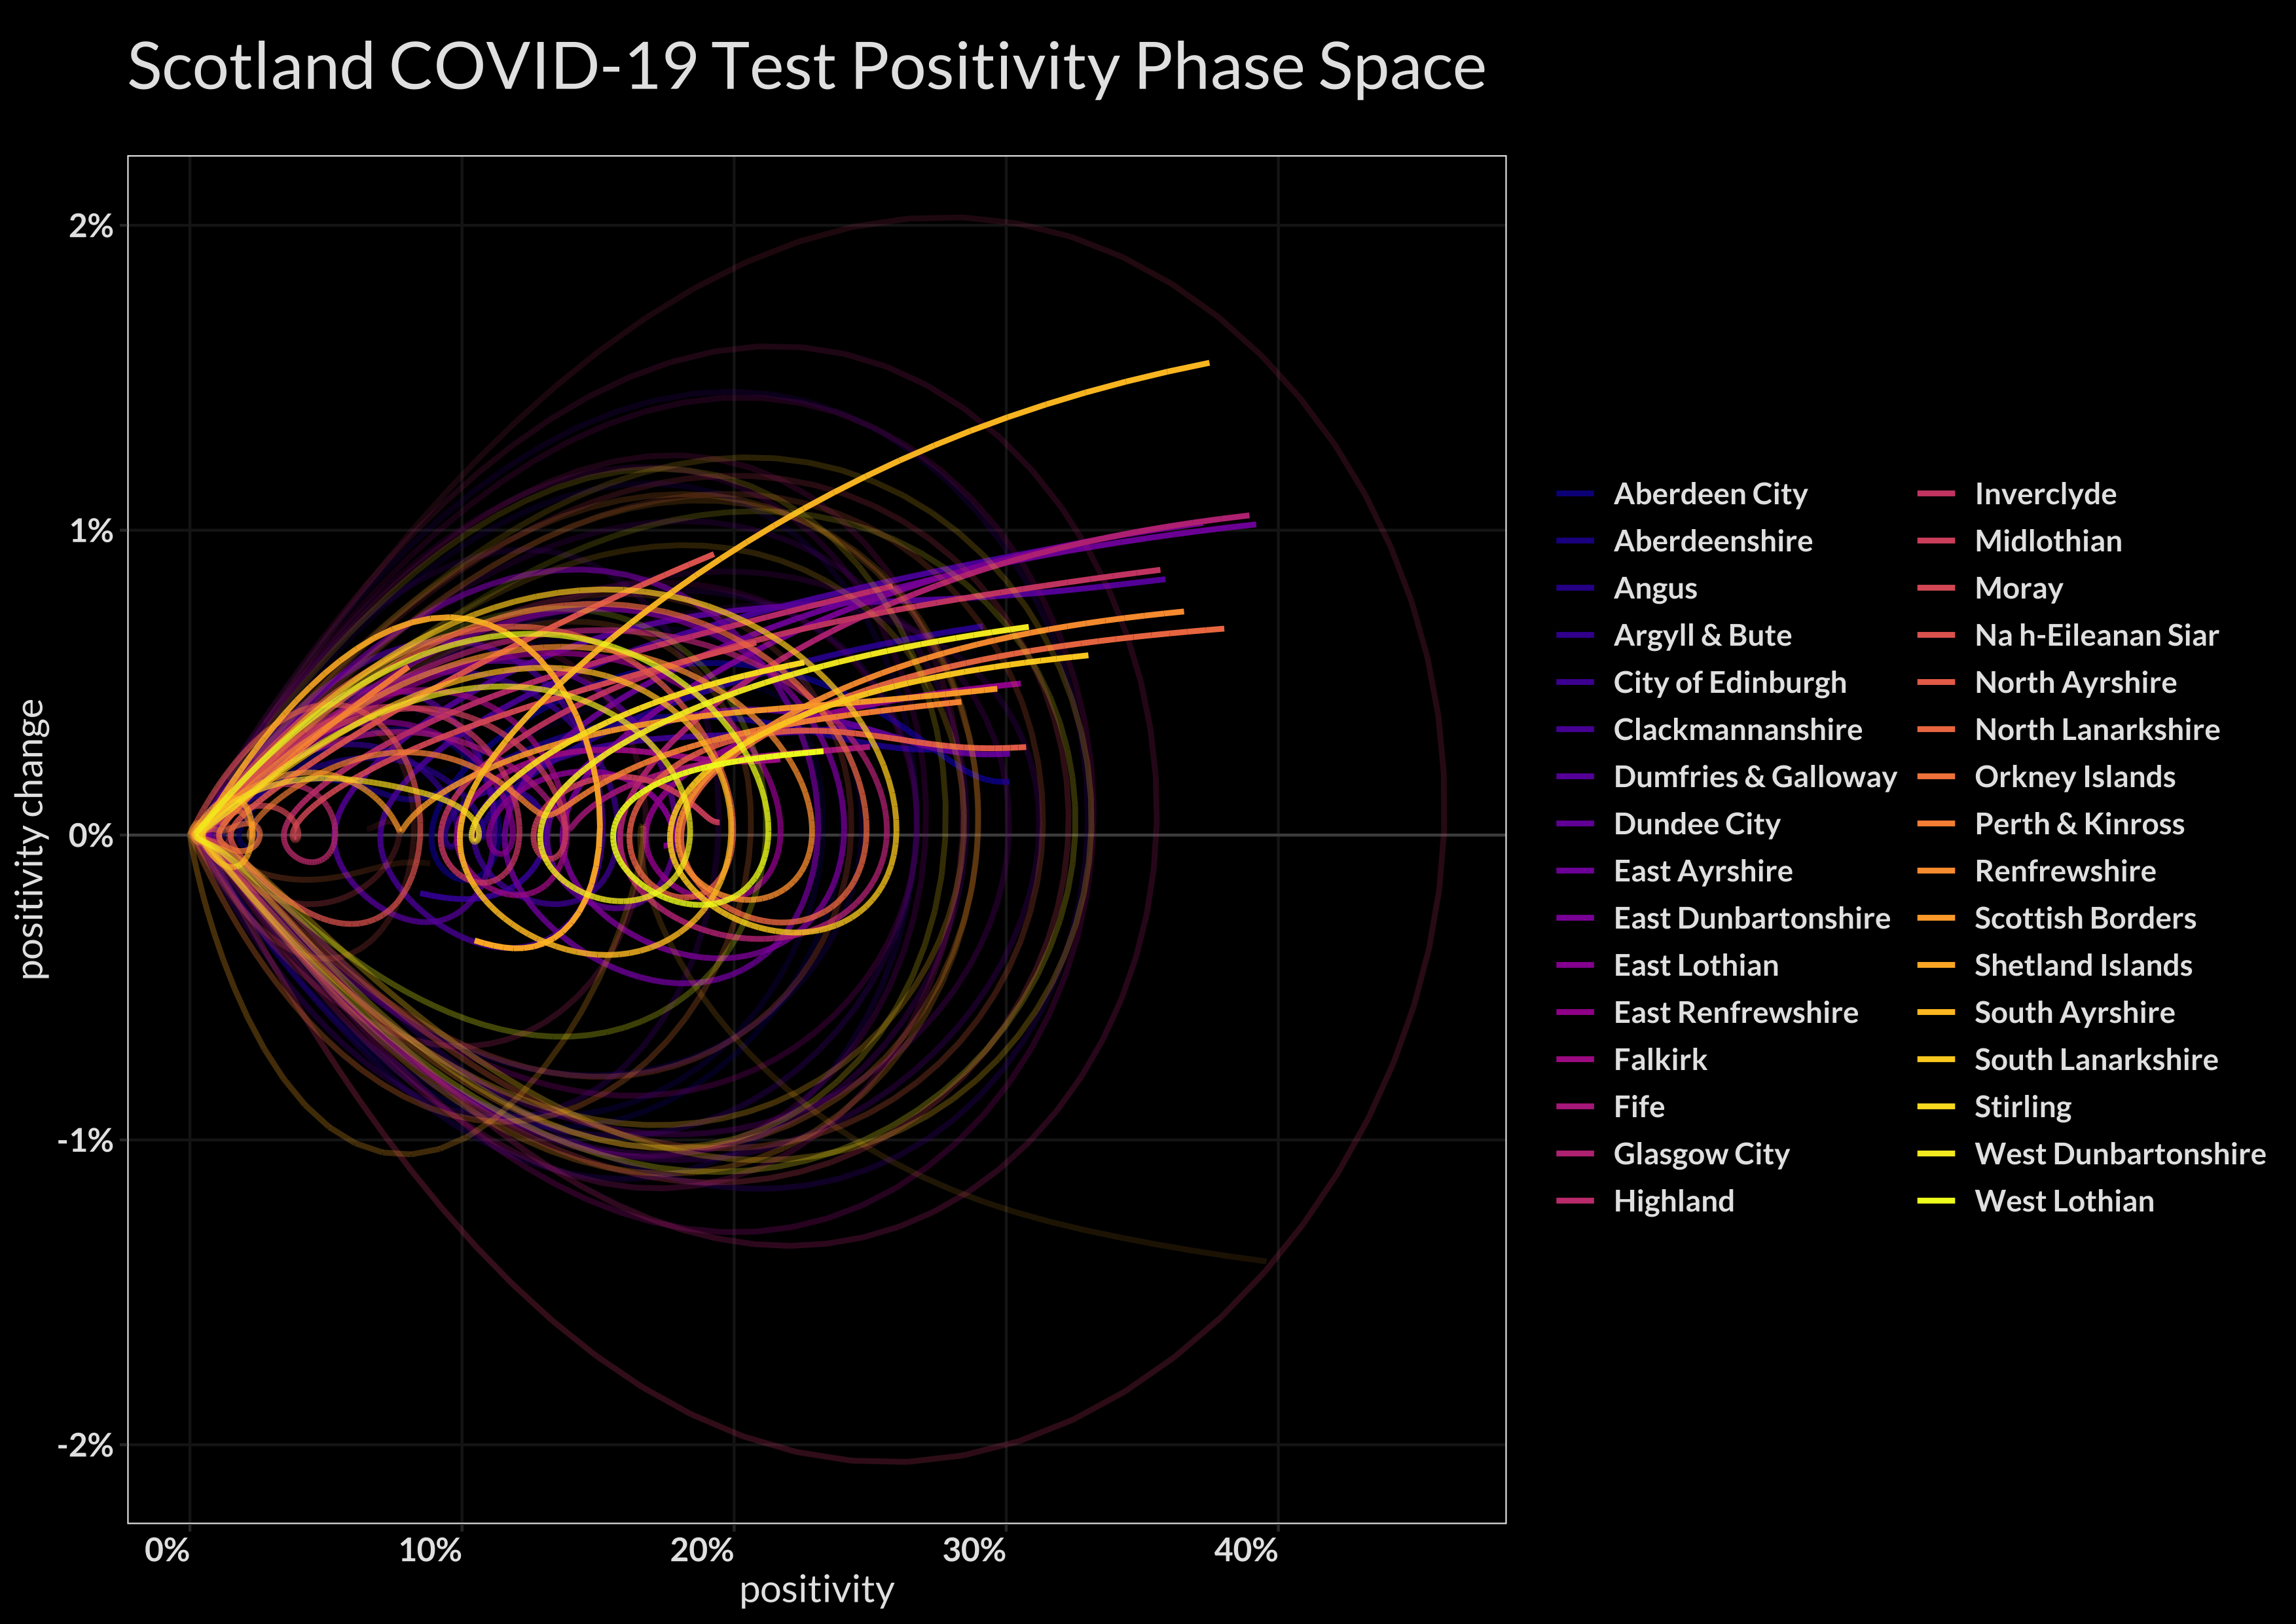 Scotland COVID-19 Test Positivity Phase Space
positivity change
2%
1%
0%
-1%
-2%
0%
10%
20%
30%
40%
positivity
Aberdeen City
Aberdeenshire
Angus
Argyll & Bute
City of Edinburgh
Clackmannanshire
Dumfries & Galloway
Dundee City
East Ayrshire
East Dunbartonshire
East Lothian
East Renfrewshire
Falkirk
Fife
Glasgow City
Highland
Inverclyde
Midlothian
Moray
Na h-Eileanan Siar
North Ayrshire
North Lanarkshire
Orkney Islands
Perth & Kinross
Renfrewshire
Scottish Borders
Shetland Islands
South Ayrshire
South Lanarkshire
Stirling
West Dunbartonshire
West Lothian